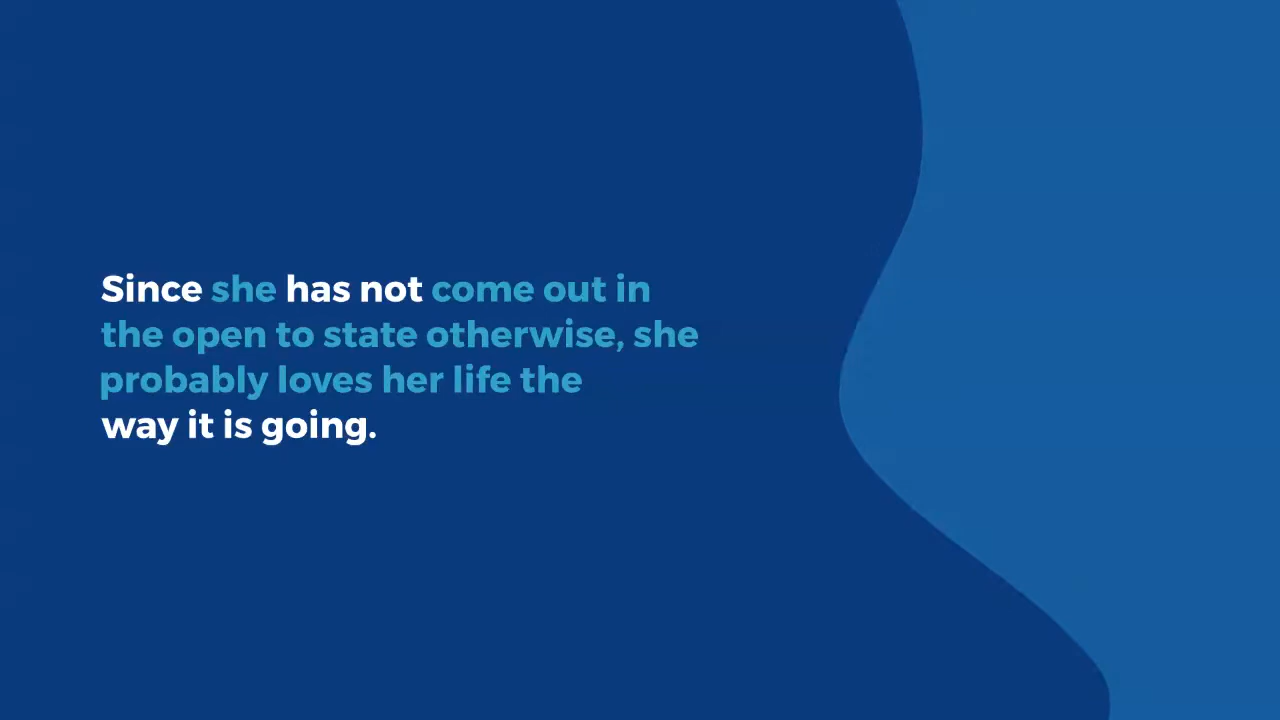 Since she has not come out in
the open to state otherwise, she
probably loves her life the
way it is going.